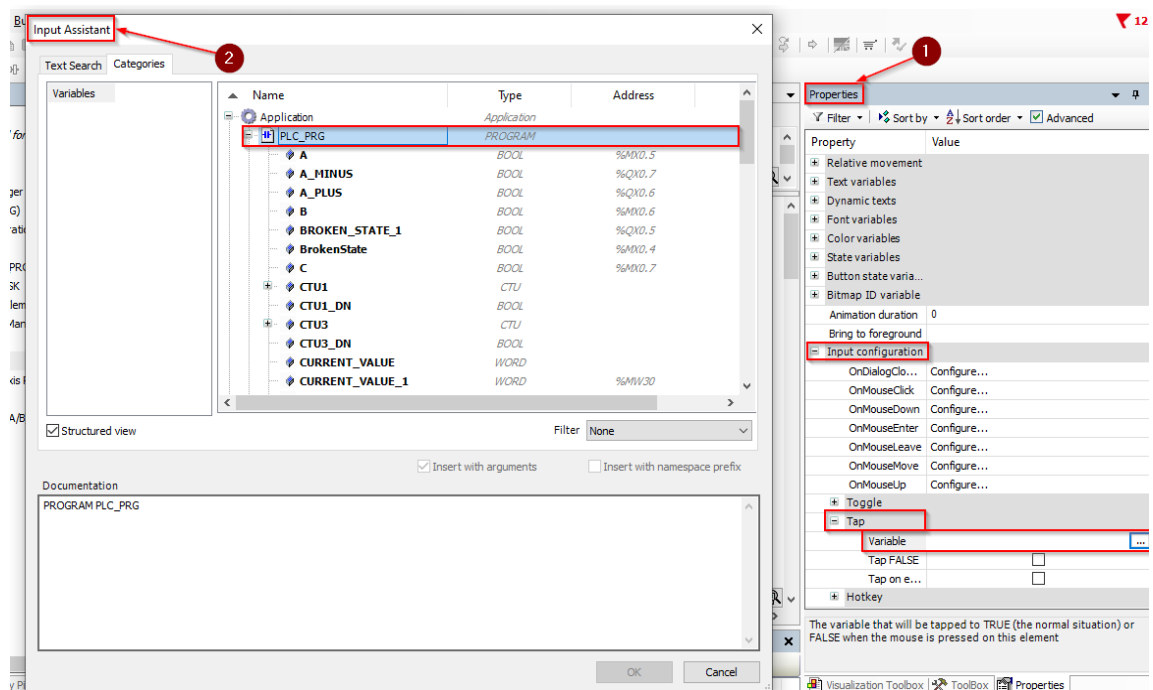 Bu
12
Input Assistant
2
1
Text Search Categories
Properties
Variables
Name Type Address
Filter Sort by Sort order Advanced
Application Application
Property Value
PLC_PRG PROGRAM
Relative movement
A BOOL %MX0.5
Text variables
A_MINUS BOOL %QX0.7
Dynamic texts
A_PLUS BOOL %QX0.6
Font variables
B BOOL %MX0.6
Color variables
BROKEN_STATE_1 BOOL %QX0.5
State variables
BrokenState BOOL %MX0.4
Button state varia...
C BOOL %MX0.7
Bitmap ID variable
CTU1 CTU
Animation duration 0
CTU1_DN BOOL
Bring to foreground
CTU3 CTU
Input configuration
CTU3_DN BOOL
OnDialogClo... Configure...
CURRENT_VALUE WORD
OnMouseClick Configure...
CURRENT_VALUE_1 WORD %MW30
OnMouseDown Configure...
OnMouseEnter Configure...
Structured view Filter None
OnMouseLeave Configure...
OnMouseMove Configure...
Insert with arguments Insert with namespace prefix
OnMouseUp Configure...
Documentation
Toggle
PROGRAM PLC_PRG
Tap
Variable ...
Tap FALSE
Tap on e...
Hotkey
The variable that will be tapped to TRUE (the normal situation) or
FALSE when the mouse is pressed on this element
OK Cancel
Visualization Toolbox ToolBox Properties